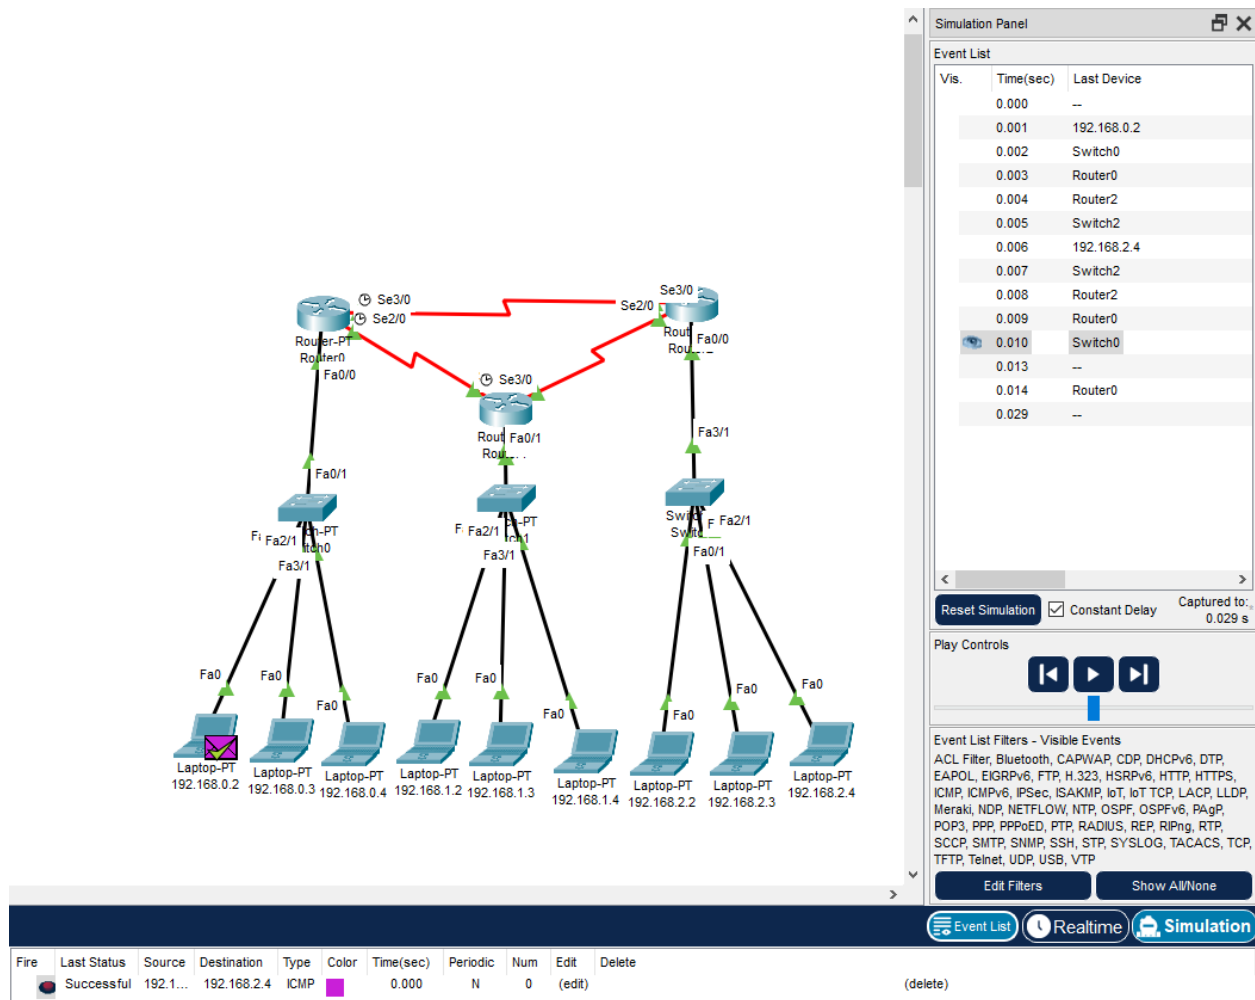 Simulation Panel
Event List
Vis. Time(sec) Last Device
0.000 --
0.001 192.168.0.2
0.002 Switch0
0.003 Router0
0.004 Router2
0.005 Switch2
0.006 192.168.2.4
0.007 Switch2
0.008 Router2
0.009 Router0
0.010 Switch0
0.013 --
0.014 Router0
0.029 --
Reset Simulation Constant Delay Captured to:
0.029 s
Play Controls
Event List Filters - Visible Events
ACL Filter, Bluetooth, CAPWAP, CDP, DHCPv6, DTP,
EAPOL, EIGRPv6, FTP, H.323, HSRPv6, HTTP, HTTPS,
ICMP, ICMPv6, IPSec, ISAKMP, IoT, IoT TCP, LACP, LLDP,
Meraki, NDP, NETFLOW, NTP, OSPF, OSPFv6, PAgP,
POP3, PPP, PPPoED, PTP, RADIUS, REP, RIPng, RTP,
SCCP, SMTP, SNMP, SSH, STP, SYSLOG, TACACS, TCP,
TFTP, Telnet, UDP, USB, VTP
Edit Filters Show All/None
Se3/0
Se2/0
Router-PT
Router0
Fa0/0
Se3/0
Se2/0
Fa0/0
Se3/0
Fa0/1
Fa0/1
Fa3/1
Fa2/1
Fa3/1
Fa2/1
Fa3/1
Fa2/1
Fa0/1
Fa0 Fa0 Fa0 Fa0 Fa0 Fa0 Fa0 Fa0 Fa0
Laptop-PT
192.168.0.2
Laptop-PT
192.168.0.3
Laptop-PT
192.168.0.4
Laptop-PT
192.168.1.2
Laptop-PT
192.168.1.3
Laptop-PT
192.168.1.4
Laptop-PT
192.168.2.2
Laptop-PT
192.168.2.3
Laptop-PT
192.168.2.4
Event List Realtime Simulation
Fire Last Status Source Destination Type Color Time(sec) Periodic Num Edit Delete
Successful 192.1... 192.168.2.4 ICMP 0.000 N 0 (edit) (delete)